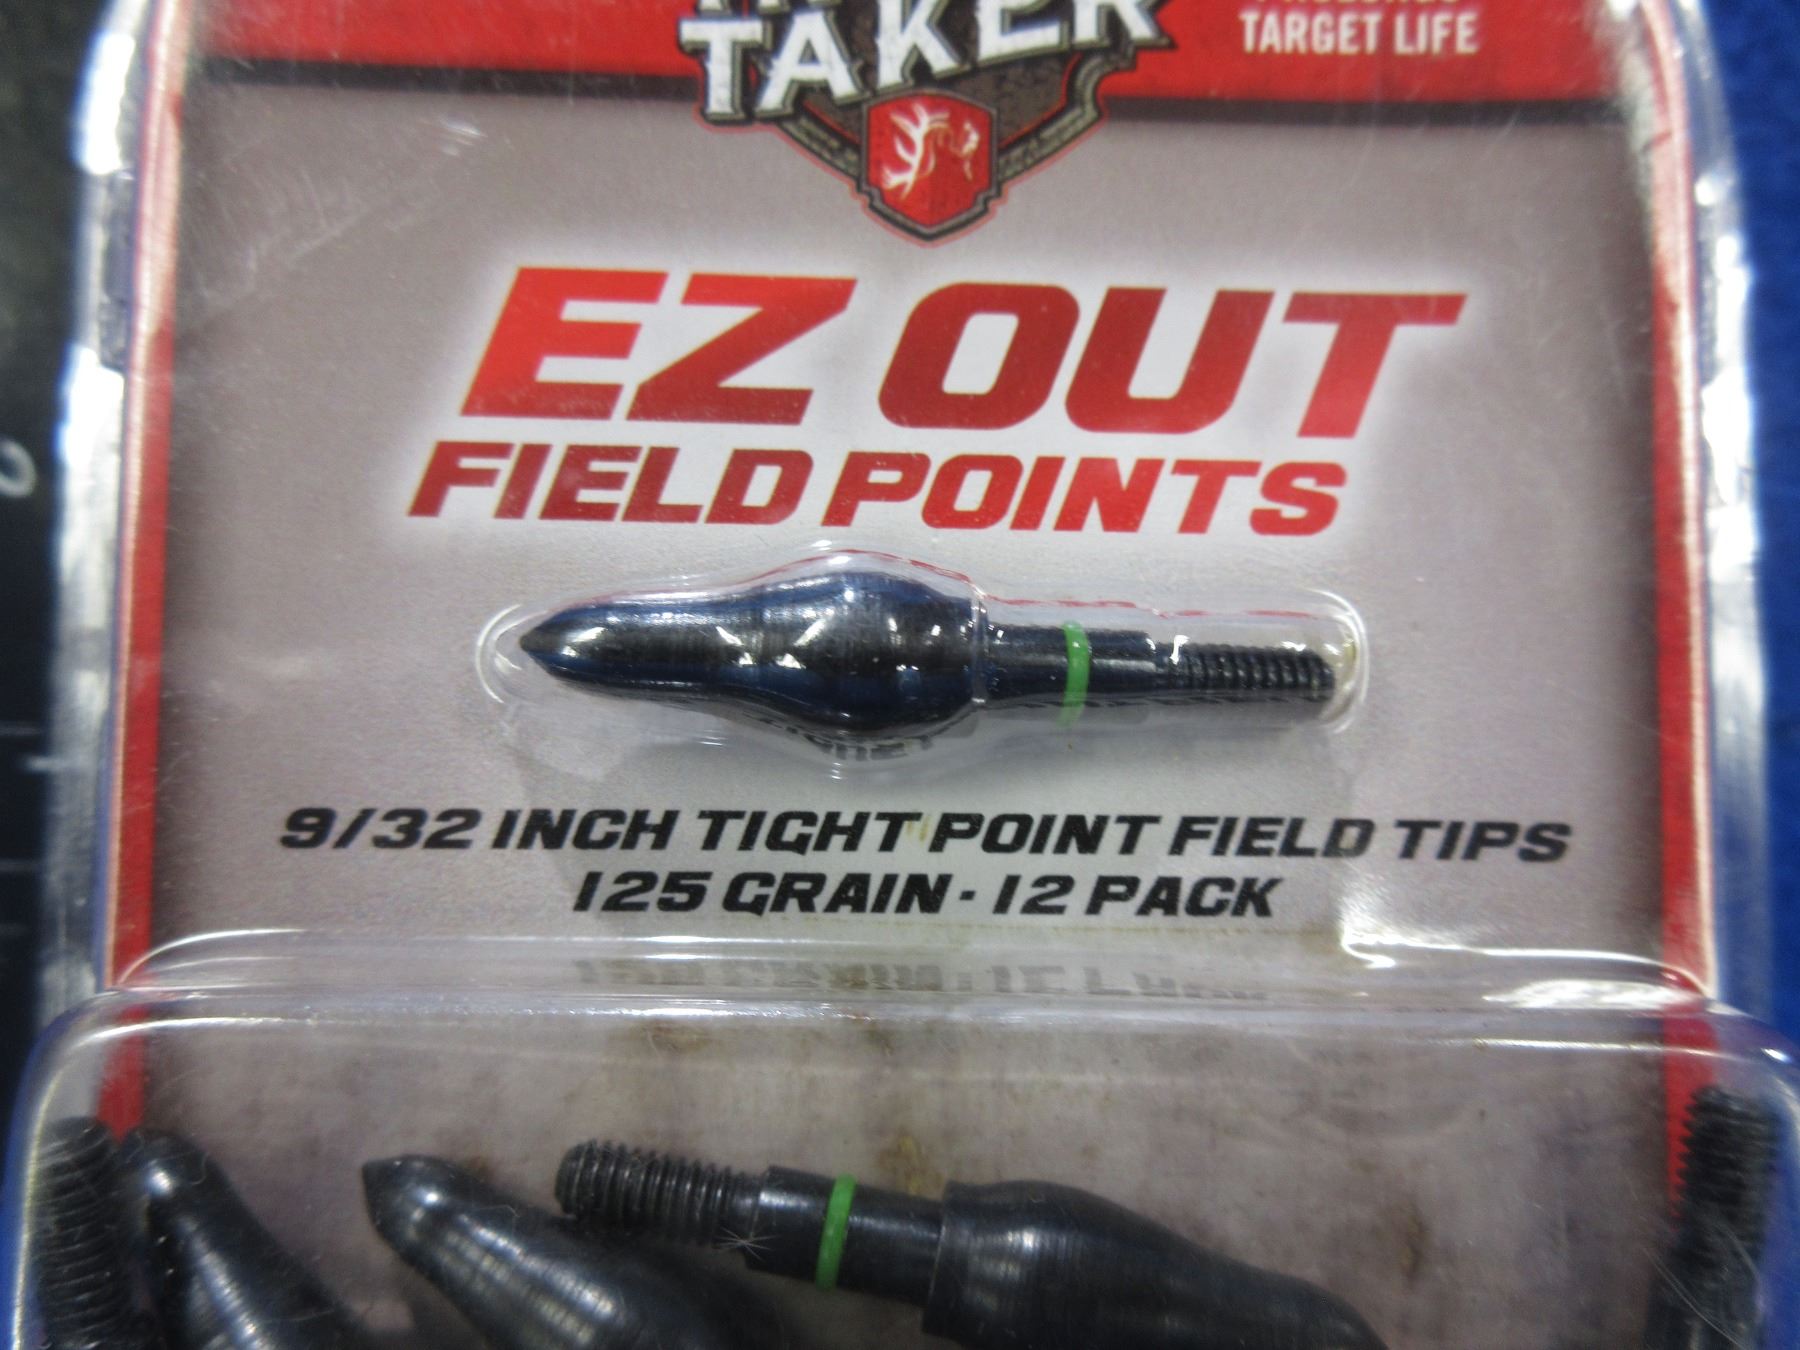 TAKER
TARGET LIFE
EZ OUT
FIELD POINTS
9/32 INCH TIGHT POINT FIELD TIPS
125 GRAIN - 12 PACK